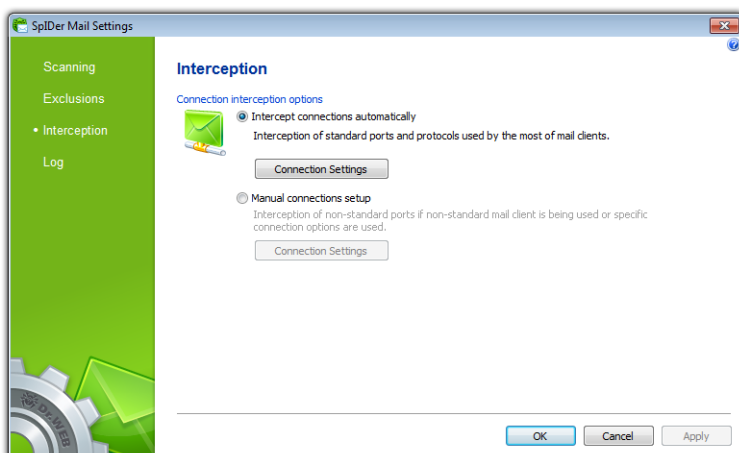 SpIDer Mail Settings
Scanning
Exclusions
• Interception
Log
Interception
Connection interception options
Intercept connections automatically
Interception of standard ports and protocols used by the most of mail clients.
Connection Settings
Manual connections setup
Interception of non-standard ports if non-standard mail client is being used or specific
connection options are used.
Connection Settings
Dr.WEB
OK
Cancel
Apply